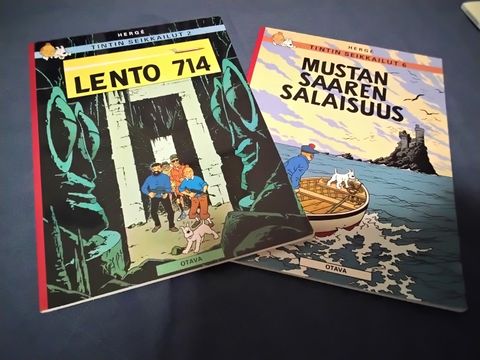 HERGÉ
TINTIN SEIKKAILUT 2
LENTO 714
OTAVA
HERGÉ
TINTIN SEIKKAILUT 6
MUSTAN
SAAREN
SALAISUUS
OTAVA